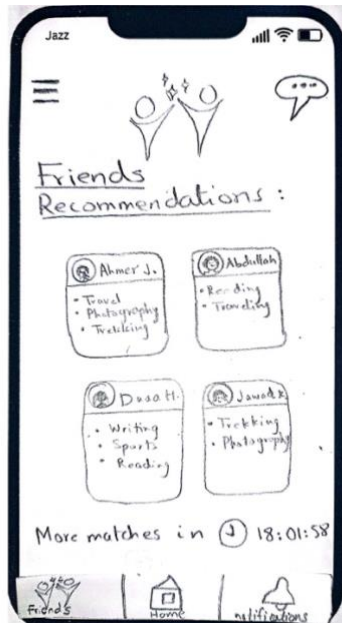 Jazz
Friends
Recommendations :
Ahmer J.
• Travel
• Photography
• Trekking
Abdullah
• Reading
• Traveling
H.
• Writing
• Sports
• Reading
Jawad K
• Trekking
• Photography
More matches in 18:01:58
Friends
Home
notifications